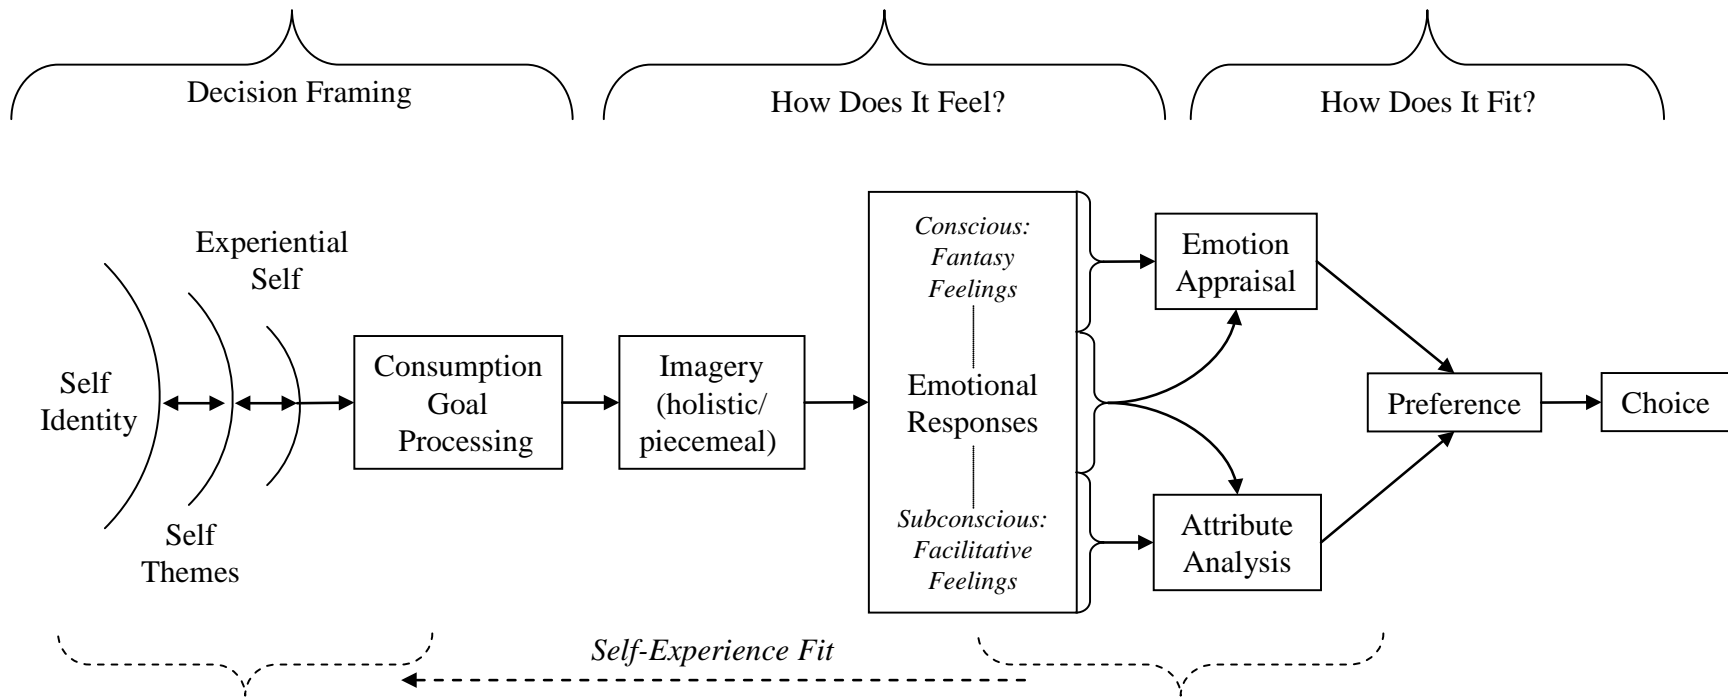 Decision Framing
How Does It Feel?
How Does It Fit?
Experiential
Self
Self
Identity
Self
Themes
Consumption
Goal
Processing
Imagery
(holistic/
piecemeal)
Conscious:
Fantasy
Feelings
Emotional
Responses
Subconscious:
Facilitative
Feelings
Emotion
Appraisal
Attribute
Analysis
Preference
Choice
Self-Experience Fit